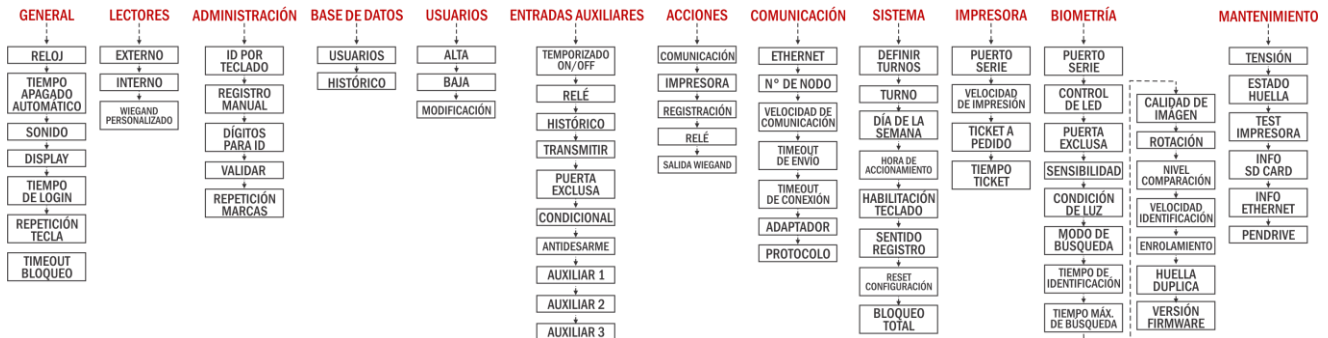 GENERAL
RELOJ
TIEMPO
APAGADO
AUTOMÁTICO
SONIDO
DISPLAY
TIEMPO
DE LOGIN
REPETICIÓN
TECLA
TIMEOUT
BLOQUEO
LECTORES
EXTERNO
INTERNO
WIEGAND
PERSONALIZADO
ADMINISTRACIÓN
ID POR
TECLADO
REGISTRO
MANUAL
DÍGITOS
PARA ID
VALIDAR
REPETICIÓN
MARCAS
BASE DE DATOS
USUARIOS
HISTÓRICO
USUARIOS
ALTA
BAJA
MODIFICACIÓN
ENTRADAS AUXILIARES
TEMPORIZADO
ON/OFF
RELÉ
HISTÓRICO
TRANSMITIR
PUERTA
EXCLUSA
CONDICIONAL
ANTIDESARME
AUXILIAR 1
AUXILIAR 2
AUXILIAR 3
ACCIONES
COMUNICACIÓN
IMPRESORA
REGISTRACIÓN
RELÉ
SALIDA WIEGAND
COMUNICACIÓN
ETHERNET
N° DE NODO
VELOCIDAD DE
COMUNICACIÓN
TIMEOUT
DE ENVÍO
TIMEOUT
DE CONEXIÓN
ADAPTADOR
PROTOCOLO
SISTEMA
DEFINIR
TURNOS
TURNO
DÍA DE LA
SEMANA
HORA DE
ACCIONAMIENTO
HABILITACIÓN
TECLADO
SENTIDO
REGISTRO
RESET
CONFIGURACIÓN
BLOQUEO
TOTAL
IMPRESORA
PUERTO
SERIE
VELOCIDAD
DE IMPRESIÓN
TICKET A
PEDIDO
TIEMPO
TICKET
BIOMETRÍA
PUERTO
SERIE
CONTROL
DE LED
PUERTA
EXCLUSA
SENSIBILIDAD
CONDICIÓN
DE LUZ
MODO DE
BÚSQUEDA
TIEMPO DE
IDENTIFICACIÓN
TIEMPO MÁX.
DE BÚSQUEDA
CALIDAD DE
IMÁGEN
ROTACIÓN
NIVEL
COMPARACIÓN
VELOCIDAD
IDENTIFICACIÓN
ENROLAMIENTO
HUELLA
DUPLICA
VERSIÓN
FIRMWARE
MANTENIMIENTO
TENSIÓN
ESTADO
HUELLA
TEST
IMPRESORA
INFO
SD CARD
INFO
ETHERNET
PENDRIVE